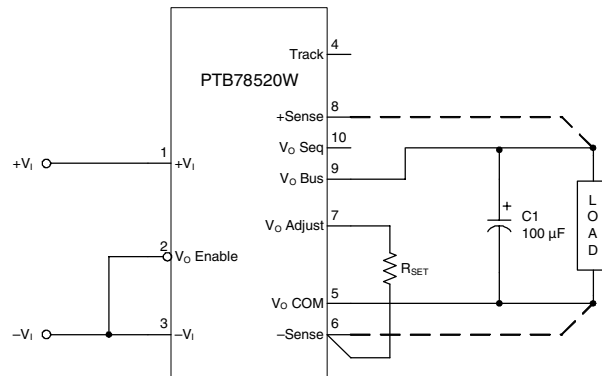 Track
4
PTB78520W
+Sense
8
VO Seq
10
VO Bus
9
+VI
1
+VI
VO Adjust
7
+
C1
100 µF
LOAD
2
VO Enable
RSET
VO COM
5
−VI
3
−VI
−Sense
6